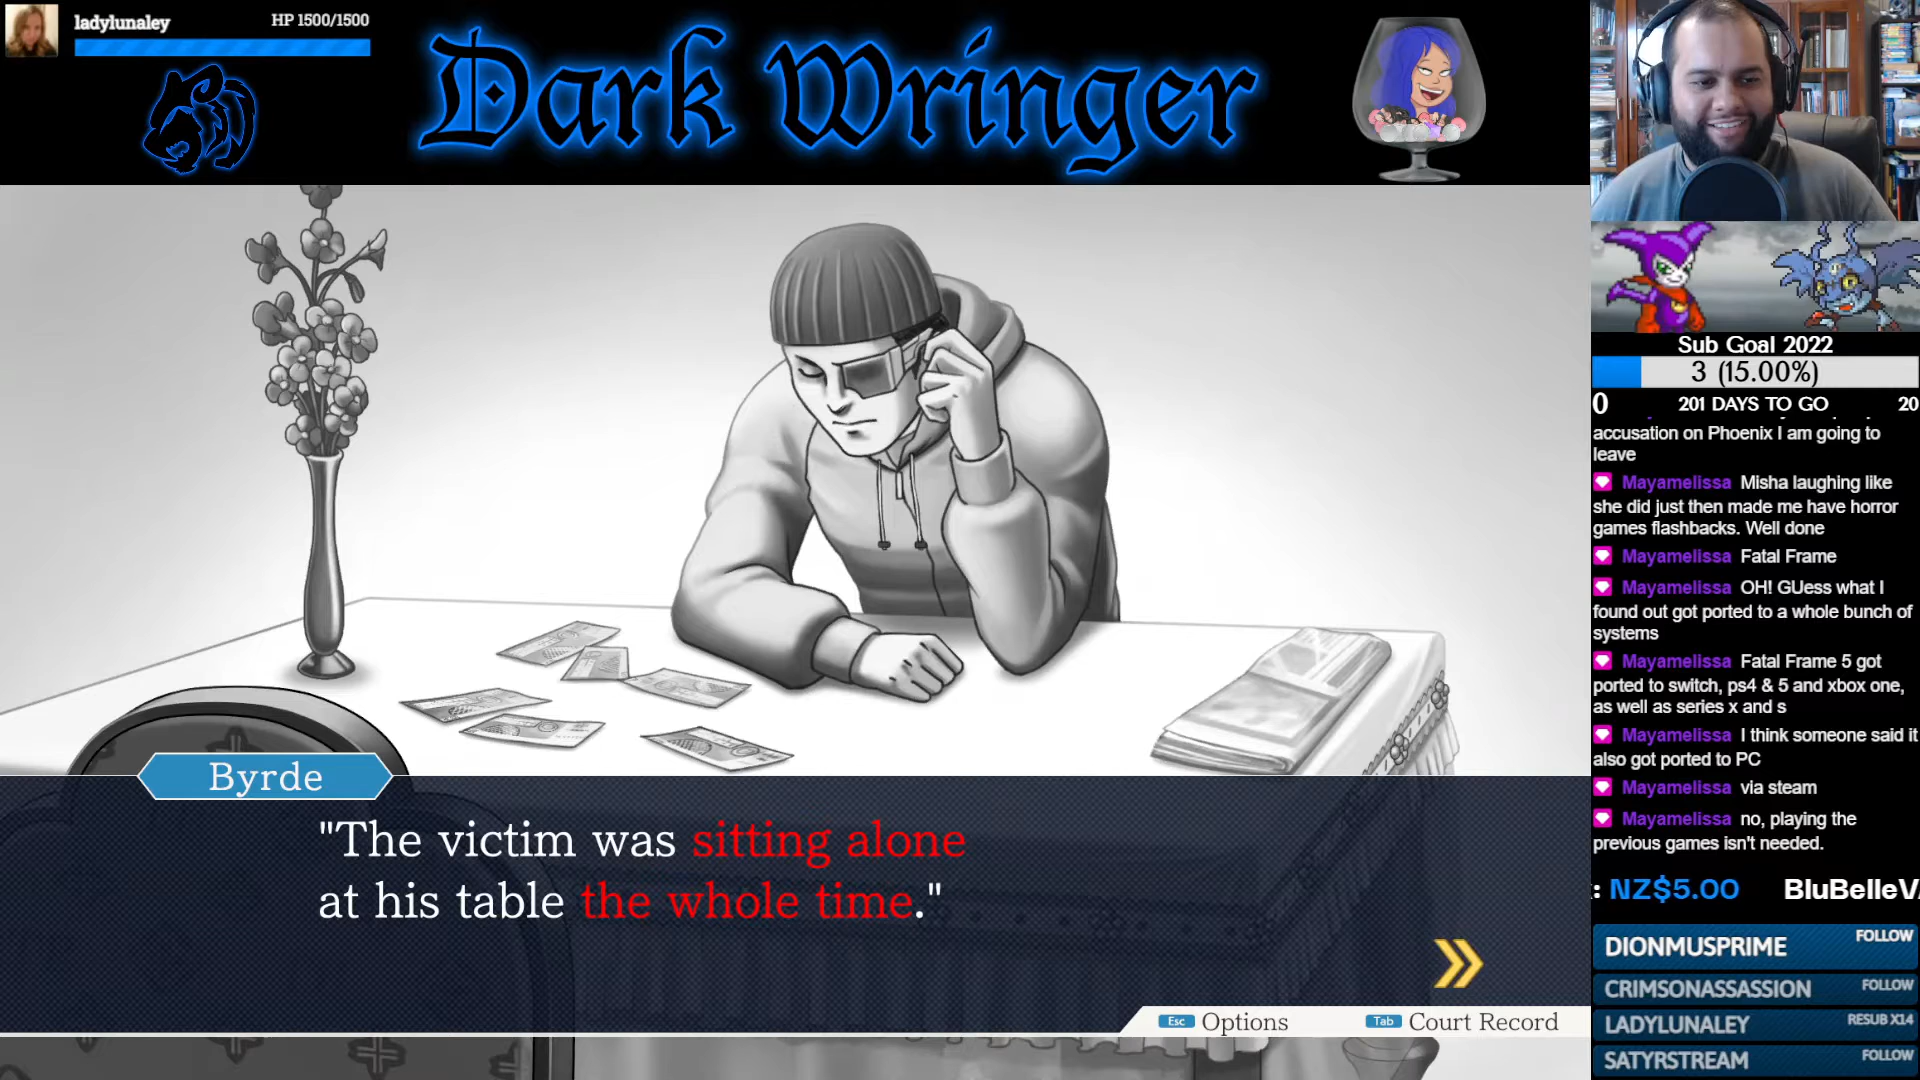 ladylunaley
HP 1500/1500
Dark Wringer
Sub Goal 2022
3 (15.00%)
0
201 DAYS TO GO
20
accusation on Phoenix I am going to
leave
Mayamelissa Misha laughing like
she did just then made me have horror
games flashbacks. Well done
Mayamelissa Fatal Frame
Mayamelissa OH! GUess what I
found out got ported to a whole bunch of
systems
Mayamelissa Fatal Frame 5 got
ported to switch, ps4 & 5 and xbox one,
as well as series x and s
Mayamelissa I think someone said it
also got ported to PC
Mayamelissa via steam
Mayamelissa no, playing the
previous games isn't needed.
: NZ$5.00 BluBelleV
DIONMUSPRIME FOLLOW
CRIMSONASSASSION FOLLOW
LADYLUNALEY RESUB X14
SATYRSTREAM FOLLOW
Byrde
"The victim was sitting alone
at his table the whole time."
Esc Options
Tab Court Record